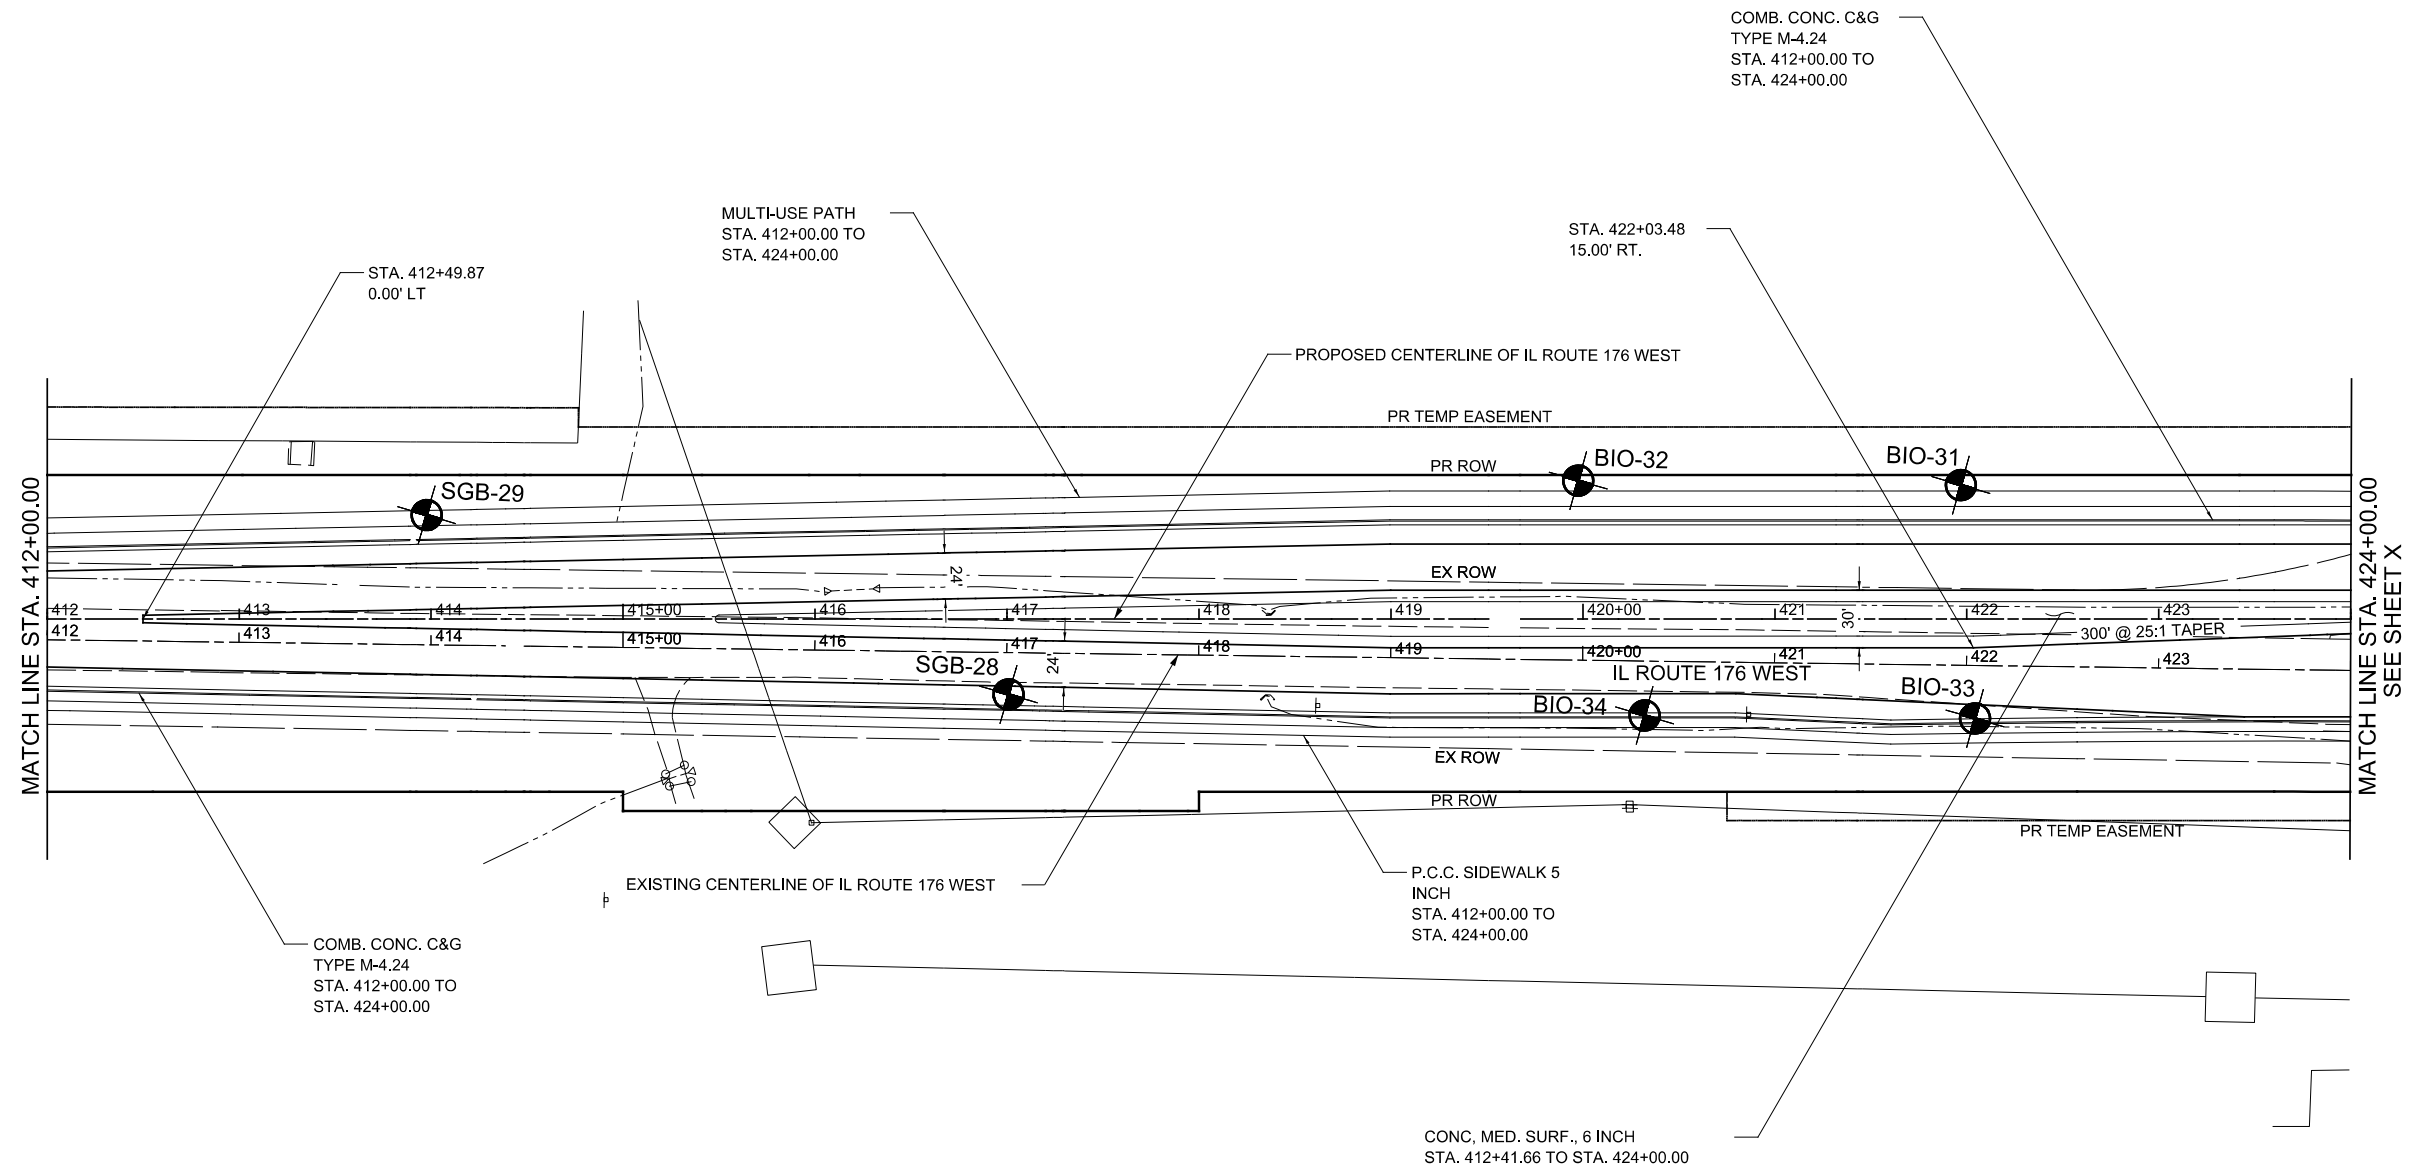 COMB. CONC. C&G
TYPE M-4.24
STA. 412+00.00 TO
STA. 424+00.00
MULTI-USE PATH
STA. 412+00.00 TO
STA. 424+00.00
STA. 422+03.48
15.00' RT.
STA. 412+49.87
0.00' LT
PROPOSED CENTERLINE OF IL ROUTE 176 WEST
PR TEMP EASEMENT
PR ROW
BIO-32
BIO-31
SGB-29
MATCH LINE STA. 412+00.00
MATCH LINE STA. 424+00.00
SEE SHEET X
EX ROW
24'
30'
412
413
414
415+00
416
417
418
419
420+00
421
422
423
300' @ 25:1 TAPER
412
413
414
415+00
416
417
418
419
420+00
421
422
423
24'
SGB-28
IL ROUTE 176 WEST
BIO-34
BIO-33
EX ROW
PR ROW
PR TEMP EASEMENT
EXISTING CENTERLINE OF IL ROUTE 176 WEST
P.C.C. SIDEWALK 5
INCH
STA. 412+00.00 TO
STA. 424+00.00
COMB. CONC. C&G
TYPE M-4.24
STA. 412+00.00 TO
STA. 424+00.00
CONC, MED. SURF., 6 INCH
STA. 412+41.66 TO STA. 424+00.00